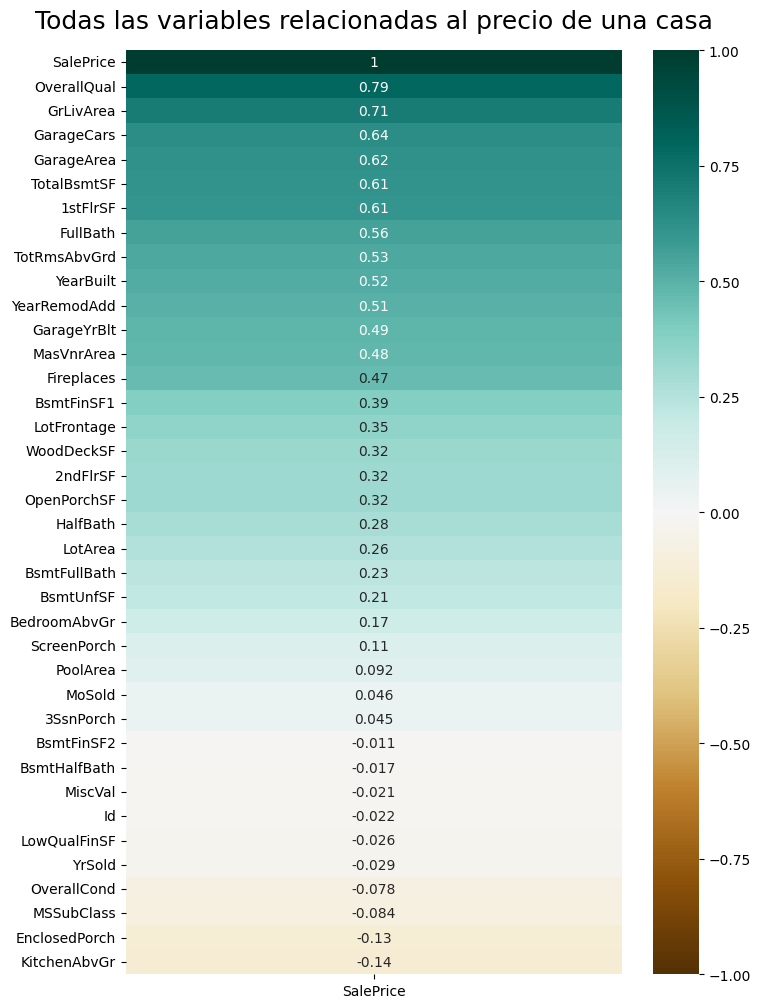 Todas las variables relacionadas al precio de una casa
SalePrice 1
OverallQual 0.79
GrLivArea 0.71
GarageCars 0.64
GarageArea 0.62
TotalBsmtSF 0.61
1stFlrSF 0.61
FullBath 0.56
TotRmsAbvGrd 0.53
YearBuilt 0.52
YearRemodAdd 0.51
GarageYrBlt 0.49
MasVnrArea 0.48
Fireplaces 0.47
BsmtFinSF1 0.39
LotFrontage 0.35
WoodDeckSF 0.32
2ndFlrSF 0.32
OpenPorchSF 0.32
HalfBath 0.28
LotArea 0.26
BsmtFullBath 0.23
BsmtUnfSF 0.21
BedroomAbvGr 0.17
ScreenPorch 0.11
PoolArea 0.092
MoSold 0.046
3SsnPorch 0.045
BsmtFinSF2 -0.011
BsmtHalfBath -0.017
MiscVal -0.021
Id -0.022
LowQualFinSF -0.026
YrSold -0.029
OverallCond -0.078
MSSubClass -0.084
EnclosedPorch -0.13
KitchenAbvGr -0.14
SalePrice
1.00
0.75
0.50
0.25
0.00
−0.25
−0.50
−0.75
−1.00